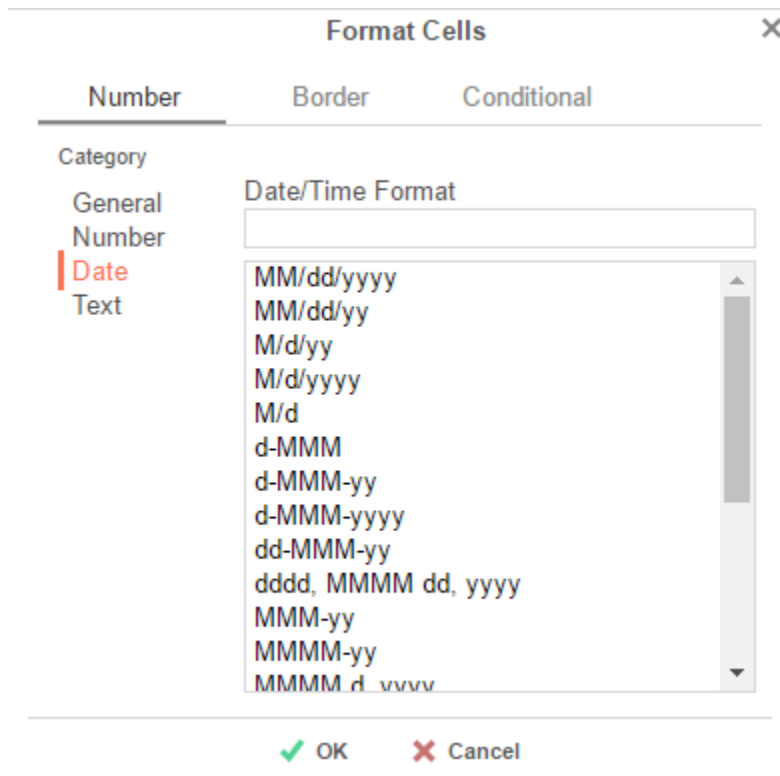 Format Cells
Number Border Conditional
Category
General
Number
Date
Text
Date/Time Format
MM/dd/yyyy
MM/dd/yy
M/d/yy
M/d/yyyy
M/d
d-MMM
d-MMM-yy
d-MMM-yyyy
dd-MMM-yy
dddd, MMMM dd, yyyy
MMM-yy
MMMM-yy
MMMM d, yyyy
OK Cancel